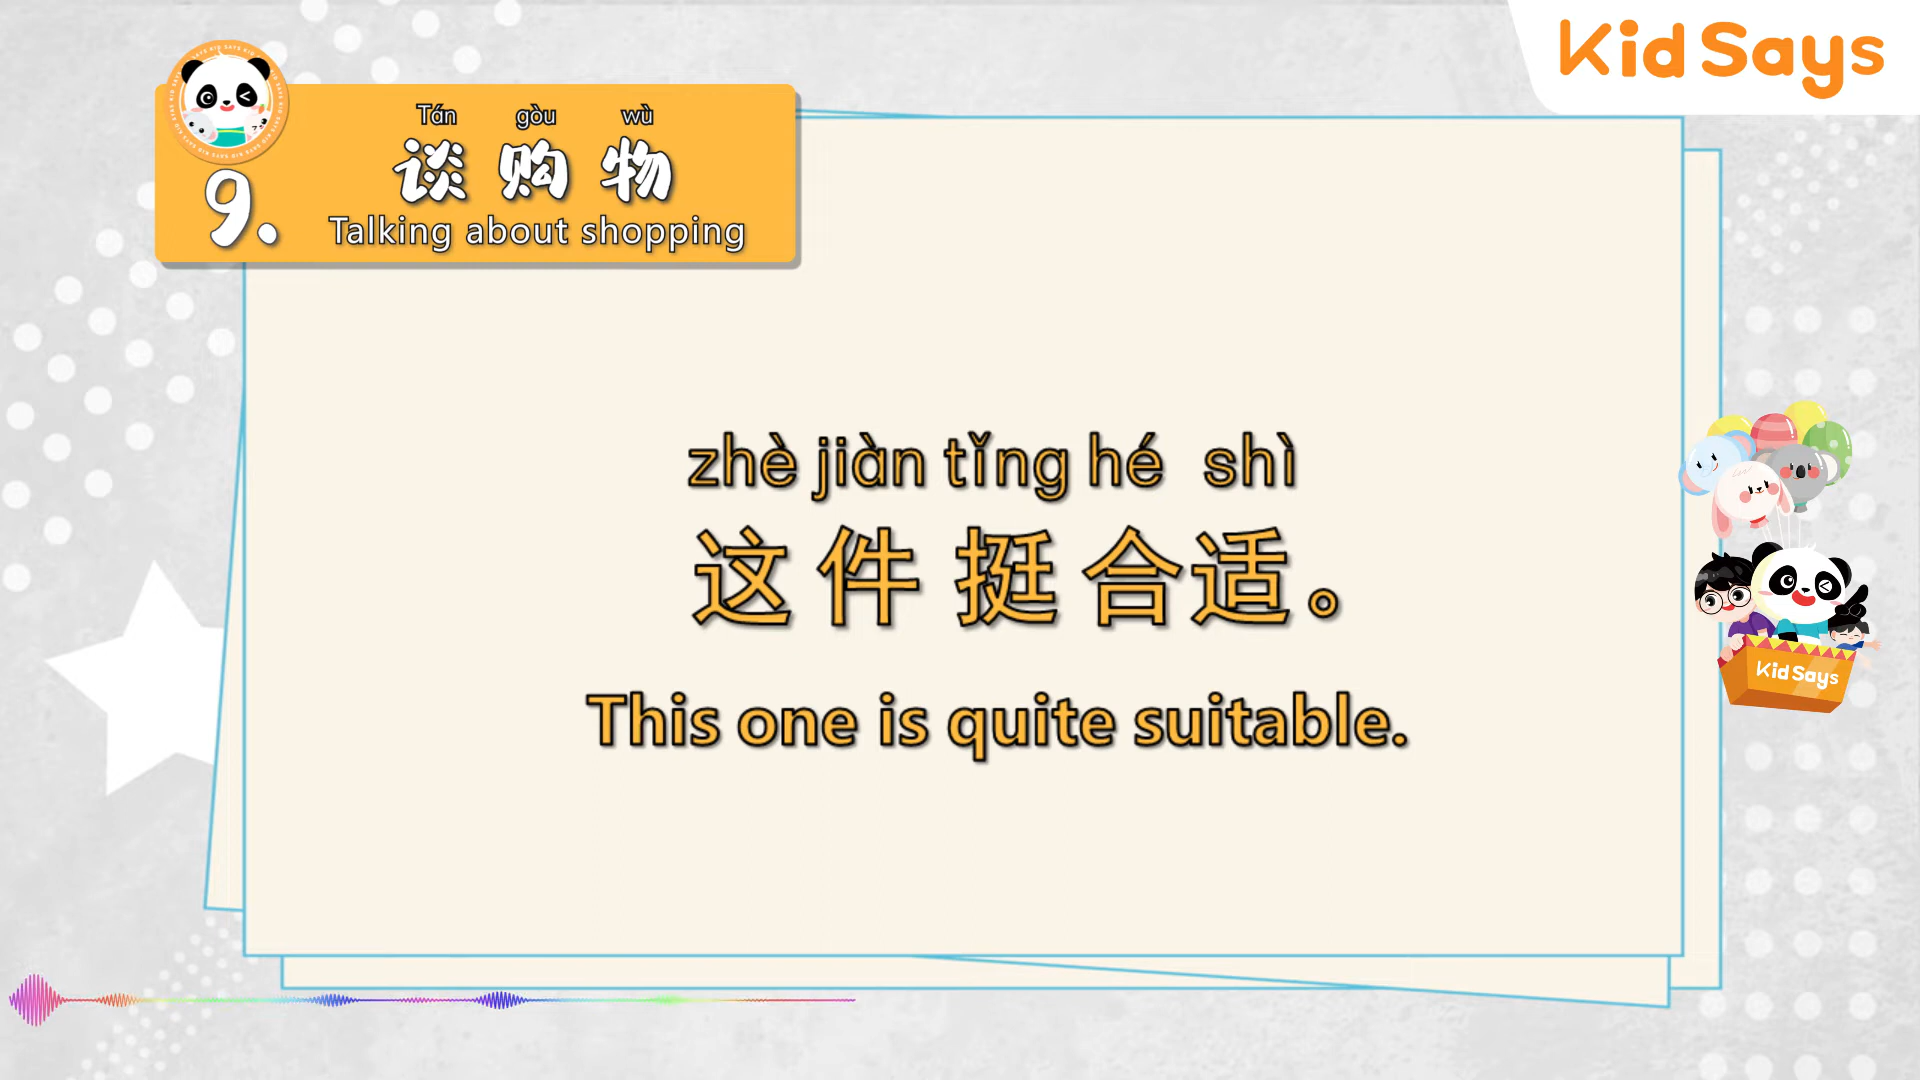 Kid Says
Tán gòu wù
9. 谈购物
Talking about shopping
zhè jiàn tǐng hé shì
这件挺合适。
This one is quite suitable.
Kid Says